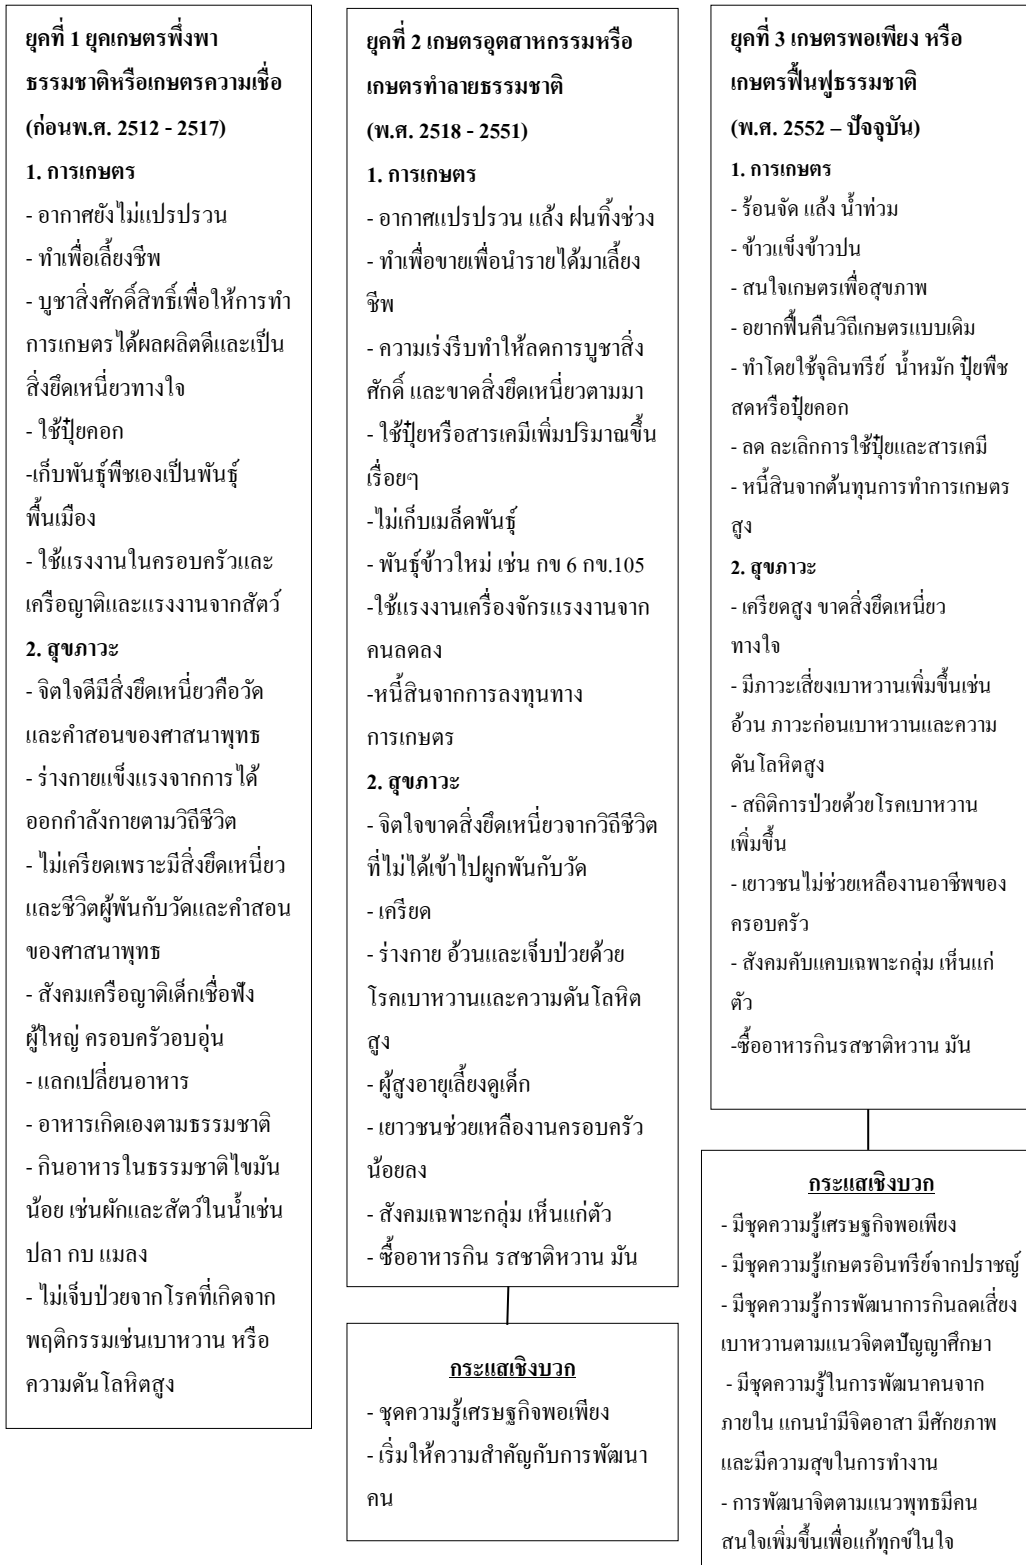 ยุคที่ 1 ยุคเกษตรพึ่งพา
ธรรมชาติหรือเกษตรความเชื่อ
(ก่อนพ.ศ. 2512 - 2517)
1. การเกษตร
- อากาศยังไม่แปรปรวน
- ทำเพื่อเลี้ยงชีพ
- บูชาสิ่งศักดิ์สิทธิ์เพื่อให้การทำ
การเกษตรได้ผลผลิตดีและเป็น
สิ่งยึดเหนี่ยวทางใจ
- ใช้ปุ๋ยคอก
-เก็บพันธุ์พืชเองเป็นพันธุ์
พื้นเมือง
- ใช้แรงงานในครอบครัวและ
เครือญาติและแรงงานจากสัตว์
2. สุขภาวะ
- จิตใจดีมีสิ่งยึดเหนี่ยวคือวัด
และคำสอนของศาสนาพุทธ
- ร่างกายแข็งแรงจากการได้
ออกกำลังกายตามวิถีชีวิต
- ไม่เครียดเพราะมีสิ่งยึดเหนี่ยว
และชีวิตผู้พันกับวัดและคำสอน
ของศาสนาพุทธ
- สังคมเครือญาติเด็กเชื่อฟัง
ผู้ใหญ่ ครอบครัวอบอุ่น
- แลกเปลี่ยนอาหาร
- อาหารเกิดเองตามธรรมชาติ
- กินอาหารในธรรมชาติไขมัน
น้อย เช่นผักและสัตว์ในน้ำเช่น
ปลา กบ แมลง
- ไม่เจ็บป่วยจากโรคที่เกิดจาก
พฤติกรรมเช่นเบาหวาน หรือ
ความดันโลหิตสูง
ยุคที่ 2 เกษตรอุตสาหกรรมหรือ
เกษตรทำลายธรรมชาติ
(พ.ศ. 2518 - 2551)
1. การเกษตร
- อากาศแปรปรวน แล้ง ฝนทิ้งช่วง
- ทำเพื่อขายเพื่อนำรายได้มาเลี้ยง
ชีพ
- ความเร่งรีบทำให้ลดการบูชาสิ่ง
ศักดิ์ และขาดสิ่งยึดเหนี่ยวตามมา
- ใช้ปุ๋ยหรือสารเคมีเพิ่มปริมาณขึ้น
เรื่อยๆ
-ไม่เก็บเมล็ดพันธุ์
- พันธุ์ข้าวใหม่ เช่น กข 6 กข.105
-ใช้แรงงานเครื่องจักรแรงงานจาก
คนลดลง
-หนี้สินจากการลงทุนทาง
การเกษตร
2. สุขภาวะ
- จิตใจขาดสิ่งยึดเหนี่ยวจากวิถีชีวิต
ที่ไม่ได้เข้าไปผูกพันกับวัด
- เครียด
- ร่างกาย อ้วนและเจ็บป่วยด้วย
โรคเบาหวานและความดันโลหิต
สูง
- ผู้สูงอายุเลี้ยงดูเด็ก
- เยาวชนช่วยเหลืองานครอบครัว
น้อยลง
- สังคมเฉพาะกลุ่ม เห็นแก่ตัว
- ซื้ออาหารกิน รสชาติหวาน มัน
กระแสเชิงบวก
- ชุดความรู้เศรษฐกิจพอเพียง
- เริ่มให้ความสำคัญกับการพัฒนา
คน
ยุคที่ 3 เกษตรพอเพียง หรือ
เกษตรฟื้นฟูธรรมชาติ
(พ.ศ. 2552 – ปัจจุบัน)
1. การเกษตร
- ร้อนจัด แล้ง น้ำท่วม
- ข้าวแข็งข้าวปน
- สนใจเกษตรเพื่อสุขภาพ
- อยากฟื้นคืนวิถีเกษตรแบบเดิม
- ทำโดยใช้จุลินทรีย์ น้ำหมัก ปุ๋ยพืช
สดหรือปุ๋ยคอก
- ลด ละเลิกการใช้ปุ๋ยและสารเคมี
- หนี้สินจากต้นทุนการทำการเกษตร
สูง
2. สุขภาวะ
- เครียดสูง ขาดสิ่งยึดเหนี่ยว
ทางใจ
- มีภาวะเสี่ยงเบาหวานเพิ่มขึ้นเช่น
อ้วน ภาวะก่อนเบาหวานและความ
ดันโลหิตสูง
- สถิติการป่วยด้วยโรคเบาหวาน
เพิ่มขึ้น
- เยาวชนไม่ช่วยเหลืองานอาชีพของ
ครอบครัว
- สังคมคับแคบเฉพาะกลุ่ม เห็นแก่
ตัว
-ซื้ออาหารกินรสชาติหวาน มัน
กระแสเชิงบวก
- มีชุดความรู้เศรษฐกิจพอเพียง
- มีชุดความรู้เกษตรอินทรีย์จากปราชญ์
- มีชุดความรู้การพัฒนาการกินลดเสี่ยง
เบาหวานตามแนวจิตตปัญญาศึกษา
- มีชุดความรู้ในการพัฒนาคนจาก
ภายใน แกนนำมีจิตอาสา มีศักยภาพ
และมีความสุขในการทำงาน
- การพัฒนาจิตตามแนวพุทธมีคน
สนใจเพิ่มขึ้นเพื่อแก้ทุกข์ในใจ